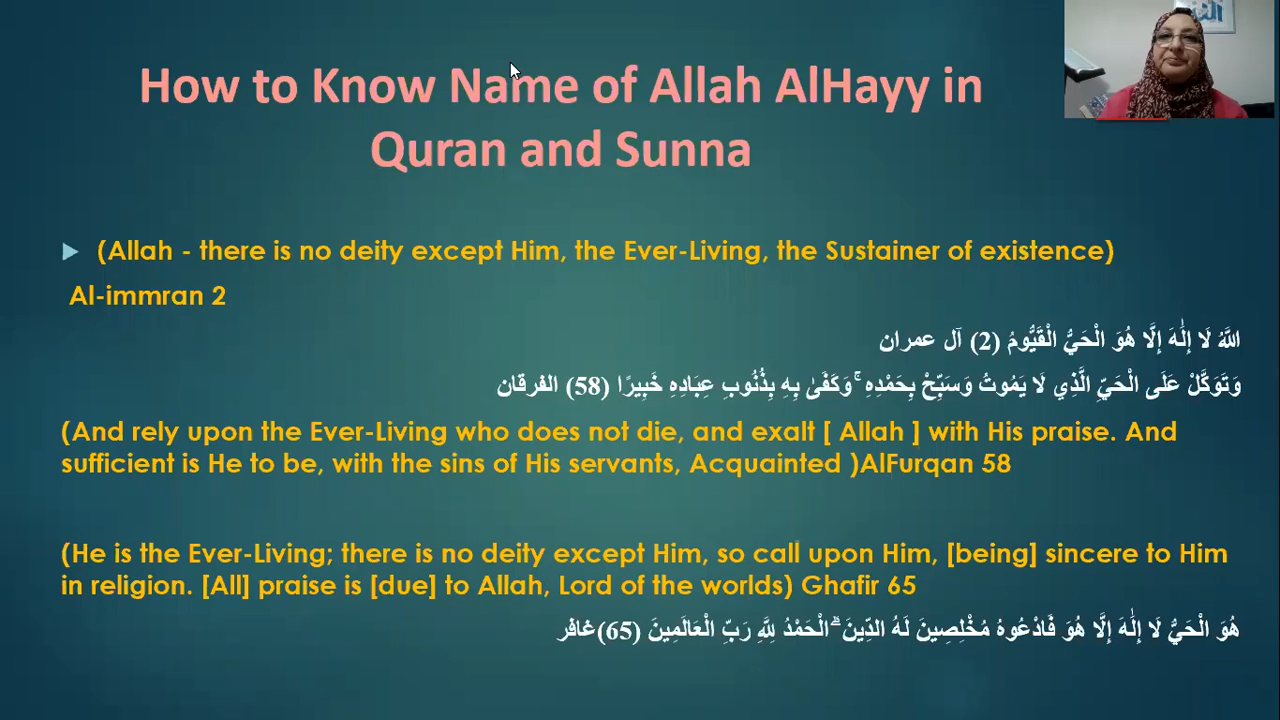 How to Know Name of Allah AlHayy in
Quran and Sunna
(Allah - there is no deity except Him, the Ever-Living, the Sustainer of existence)
Al-immran 2
اللَّهُ لَا إِلَٰهَ إِلَّا هُوَ الْحَيُّ الْقَيُّومُ (2) آل عمران
وَتَوَكَّلْ عَلَى الْحَيِّ الَّذِي لَا يَمُوتُ وَسَبِّحْ بِحَمْدِهِ ۚ وَكَفَىٰ بِهِ بِذُنُوبِ عِبَادِهِ خَبِيرًا (58) الفرقان
(And rely upon the Ever-Living who does not die, and exalt [ Allah ] with His praise. And
sufficient is He to be, with the sins of His servants, Acquainted )AlFurqan 58
(He is the Ever-Living; there is no deity except Him, so call upon Him, [being] sincere to Him
in religion. [All] praise is [due] to Allah, Lord of the worlds) Ghafir 65
هُوَ الْحَيُّ لَا إِلَٰهَ إِلَّا هُوَ فَادْعُوهُ مُخْلِصِينَ لَهُ الدِّينَ ۗ الْحَمْدُ لِلَّهِ رَبِّ الْعَالَمِينَ (65)غافر